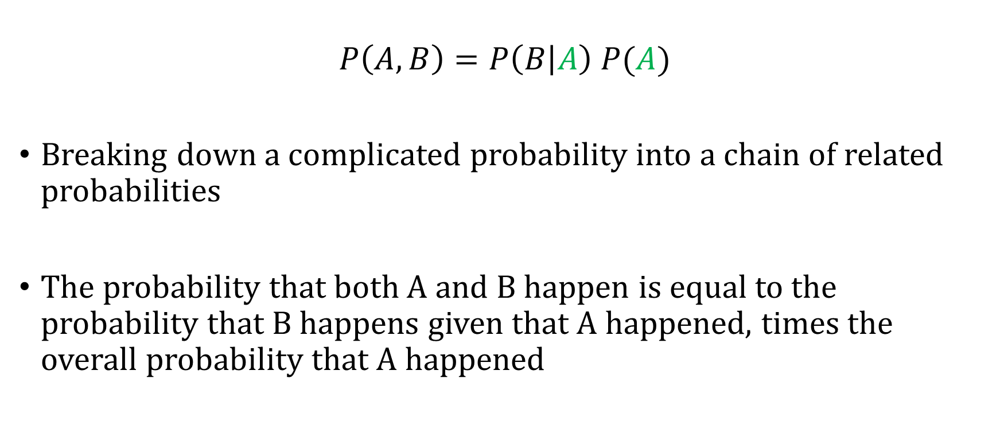 P(A, B) = P(B|A) P(A)
• Breaking down a complicated probability into a chain of related
probabilities
• The probability that both A and B happen is equal to the
probability that B happens given that A happened, times the
overall probability that A happened